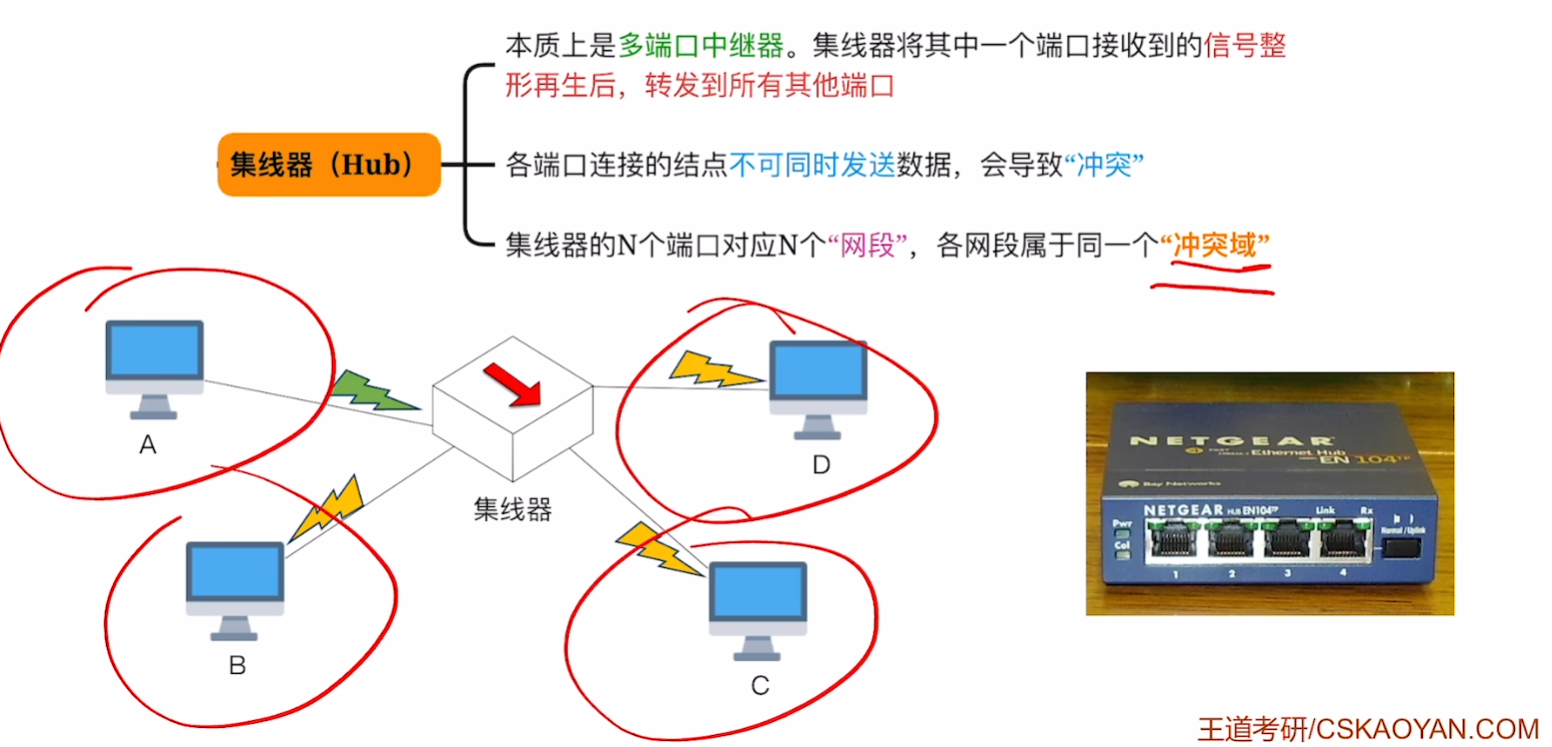 本质上是多端口中继器。集线器将其中一个端口接收到的信号整
形再生后，转发到所有其他端口
集线器（Hub）
各端口连接的结点不可同时发送数据，会导致“冲突”
集线器的N个端口对应N个“网段”，各网段属于同一个“冲突域”
A
D
集线器
B
C
NETGEAR
Ethernet Hub
EN 104TP
Bay Networks
NETGEAR HUB EN104TP
Link Rx
Pwr
Col
Normal/Uplink
1 2 3 4
王道考研/CSKAOYAN.COM